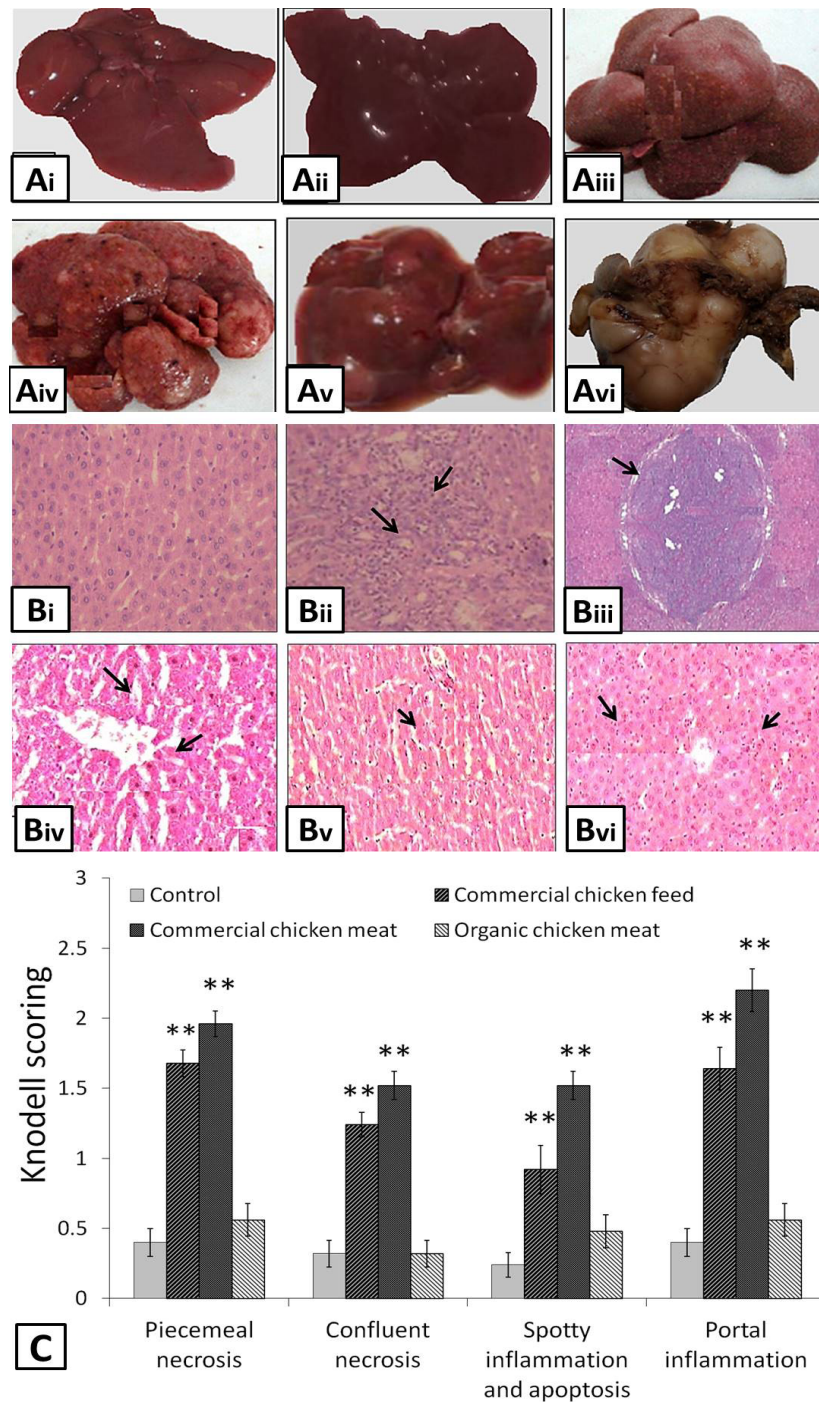 Ai
Aii
Aiii
Aiv
Av
Avi
Bi
Bii
Biii
Biv
Bv
Bvi
3
2.5
2
1.5
1
0.5
0
Knodell scoring
Control
Commercial chicken feed
Commercial chicken meat
Organic chicken meat
** **
** **
** **
** **
Piecemeal
necrosis
Confluent
necrosis
Spotty
inflammation
and apoptosis
Portal
inflammation
C